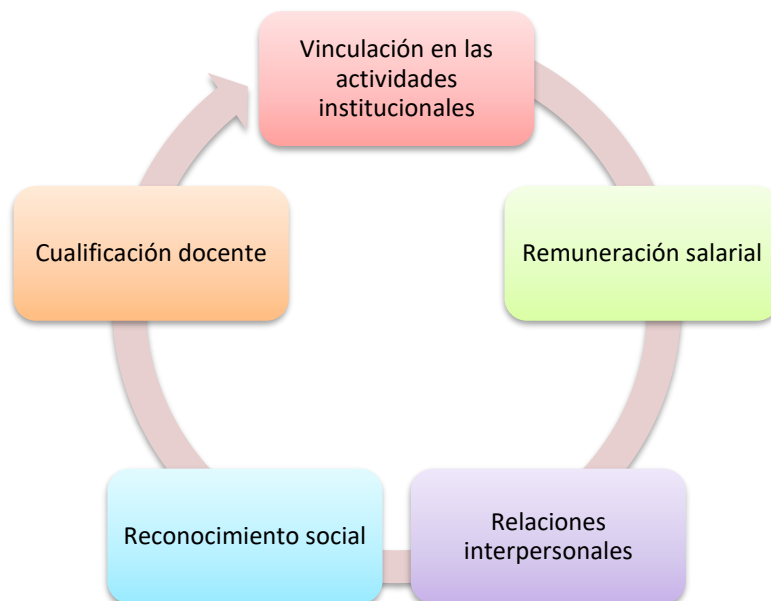 Vinculación en las
actividades
institucionales
Remuneración salarial
Relaciones
interpersonales
Reconocimiento social
Cualificación docente